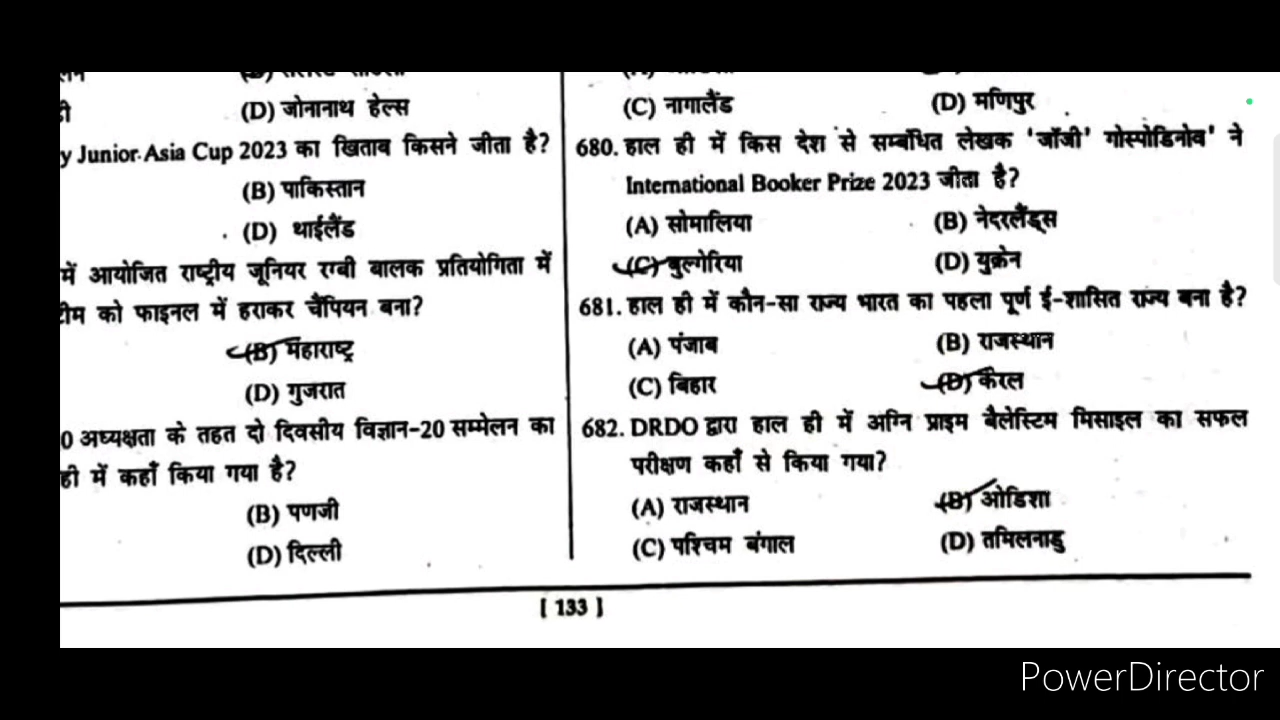 (D) जोनानाथ हेल्स
y Junior Asia Cup 2023 का खिताब किसने जीता है?
(B) पाकिस्तान
(D) थाईलैंड
में आयोजित राष्ट्रीय जूनियर रग्बी बालक प्रतियोगिता में
टीम को फाइनल में हराकर चैंपियन बना?
(B) महाराष्ट्र
(D) गुजरात
0 अध्यक्षता के तहत दो दिवसीय विज्ञान-20 सम्मेलन का
ही में कहाँ किया गया है?
(B) पणजी
(D) दिल्ली
(C) नागालैंड (D) मणिपुर
680. हाल ही में किस देश से सम्बंधित लेखक 'जॉजी' गोस्पोडिनोव' ने
International Booker Prize 2023 जीता है?
(A) सोमालिया (B) नेदरलैंड्स
(C) बुल्गेरिया (D) युक्रेन
681. हाल ही में कौन-सा राज्य भारत का पहला पूर्ण ई-शासित राज्य बना है?
(A) पंजाब (B) राजस्थान
(C) बिहार (D) केरल
682. DRDO द्वारा हाल ही में अग्नि प्राइम बैलेस्टिम मिसाइल का सफल
परीक्षण कहाँ से किया गया?
(A) राजस्थान (B) ओडिशा
(C) पश्चिम बंगाल (D) तमिलनाडु
[ 133 ]
PowerDirector